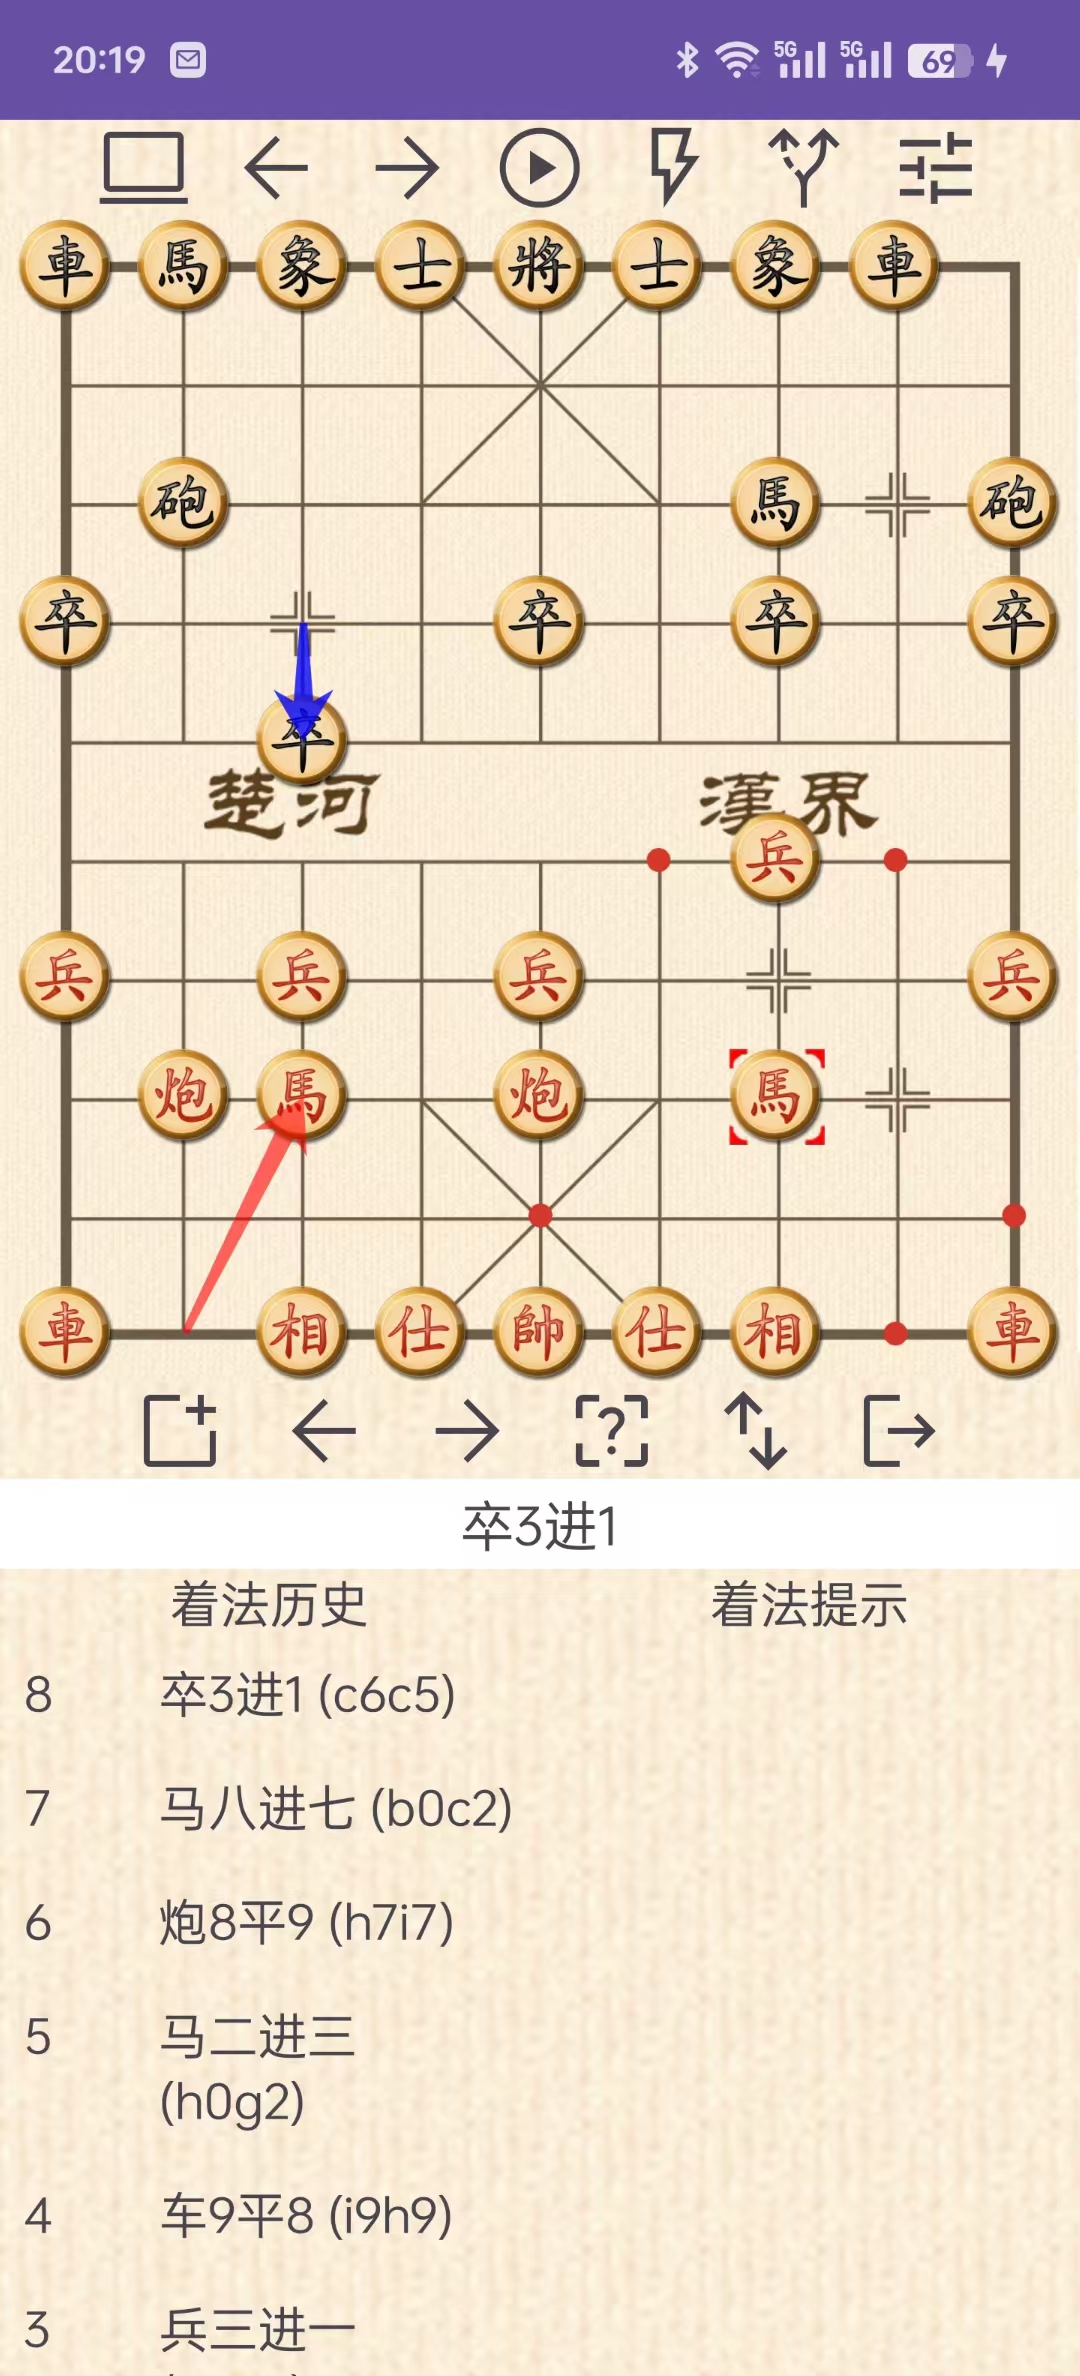 20:19 5G 5G 69
車 馬 象 士 將 士 象 車
砲 馬 砲
卒 卒 卒 卒
卒
楚河 漢界
兵
兵 兵 兵 兵
炮 馬 炮 馬
車 相 仕 帥 仕 相 車
?
卒3进1
着法历史 着法提示
8 卒3进1 (c6c5)
7 马八进七 (b0c2)
6 炮8平9 (h7i7)
5 马二进三
(h0g2)
4 车9平8 (i9h9)
3 兵三进一